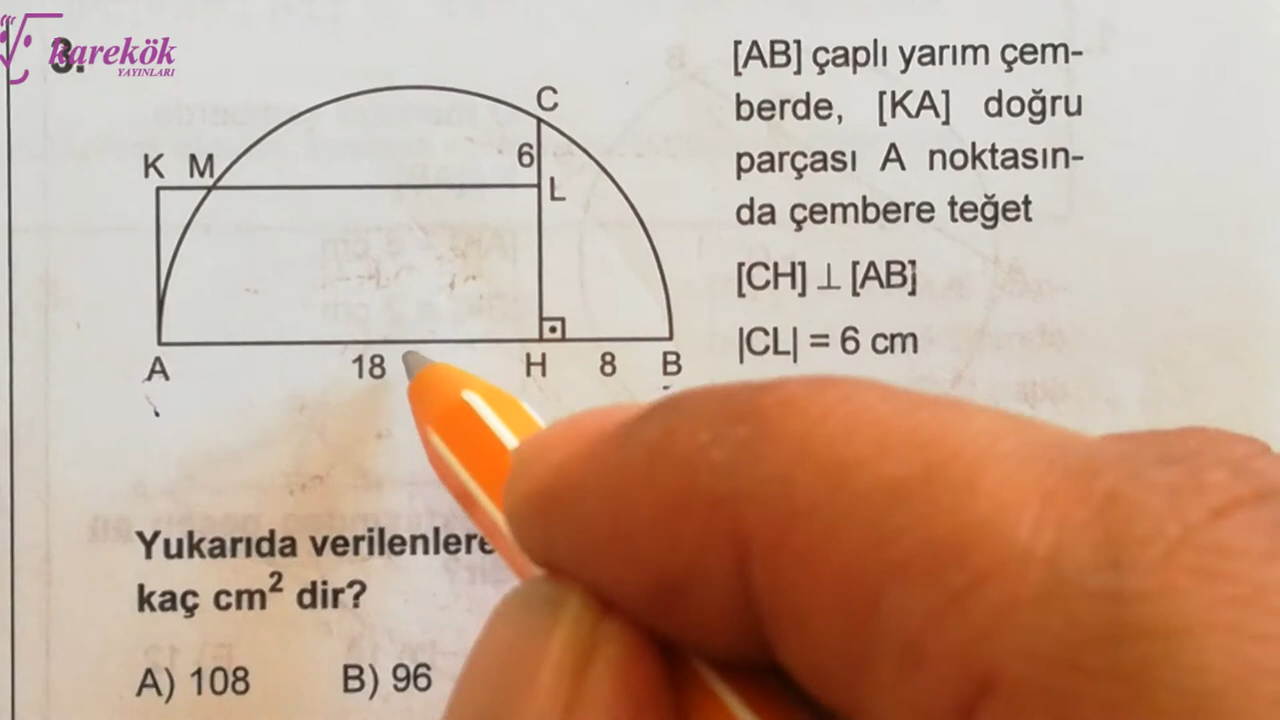 karekök
YAYINLARI
3.
[AB] çaplı yarım çem-
berde, [KA] doğru
parçası A noktasın-
da çembere teğet
[CH] ⊥ [AB]
|CL| = 6 cm
C
K M
6
L
A 18 H 8 B
Yukarıda verilenlere
kaç cm² dir?
A) 108 B) 96